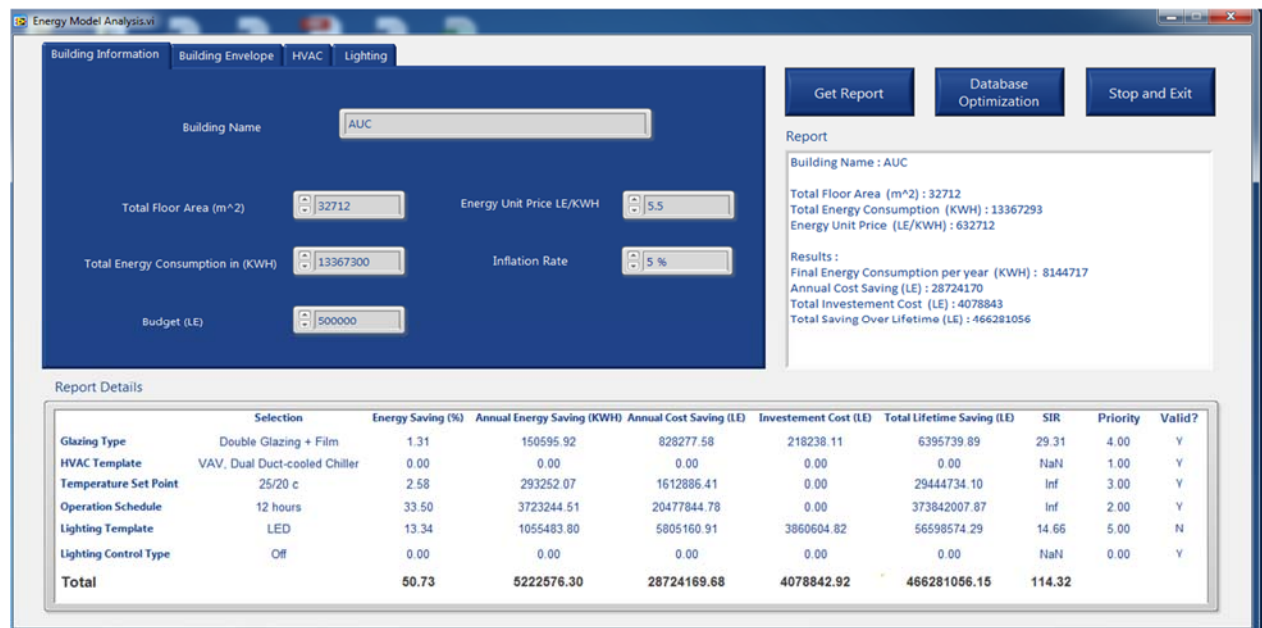 Energy Model Analysis.vi
Building Information Building Envelope HVAC Lighting
Building Name AUC
Total Floor Area (m^2) 32712 Energy Unit Price LE/KWH 5.5
Total Energy Consumption in (KWH) 13367300 Inflation Rate 5 %
Budget (LE) 500000
Get Report Database Optimization Stop and Exit
Report
Building Name : AUC
Total Floor Area (m^2) : 32712
Total Energy Consumption (KWH) : 13367293
Energy Unit Price (LE/KWH) : 632712
Results :
Final Energy Consumption per year (KWH) : 8144717
Annual Cost Saving (LE) : 28724170
Total Investement Cost (LE) : 4078843
Total Saving Over Lifetime (LE) : 466281056
Report Details
Selection Energy Saving (%) Annual Energy Saving (KWH) Annual Cost Saving (LE) Investement Cost (LE) Total Lifetime Saving (LE) SIR Priority Valid?
Glazing Type Double Glazing + Film 1.31 150595.92 828277.58 218238.11 6395739.89 29.31 4.00 Y
HVAC Template VAV, Dual Duct-cooled Chiller 0.00 0.00 0.00 0.00 0.00 NaN 1.00 Y
Temperature Set Point 25/20 c 2.58 293252.07 1612886.41 0.00 29444734.10 Inf 3.00 Y
Operation Schedule 12 hours 33.50 3723244.51 20477844.78 0.00 373842007.87 Inf 2.00 Y
Lighting Template LED 13.34 1055483.80 5805160.91 3860604.82 56598574.29 14.66 5.00 N
Lighting Control Type Off 0.00 0.00 0.00 0.00 0.00 NaN 0.00 Y
Total 50.73 5222576.30 28724169.68 4078842.92 466281056.15 114.32